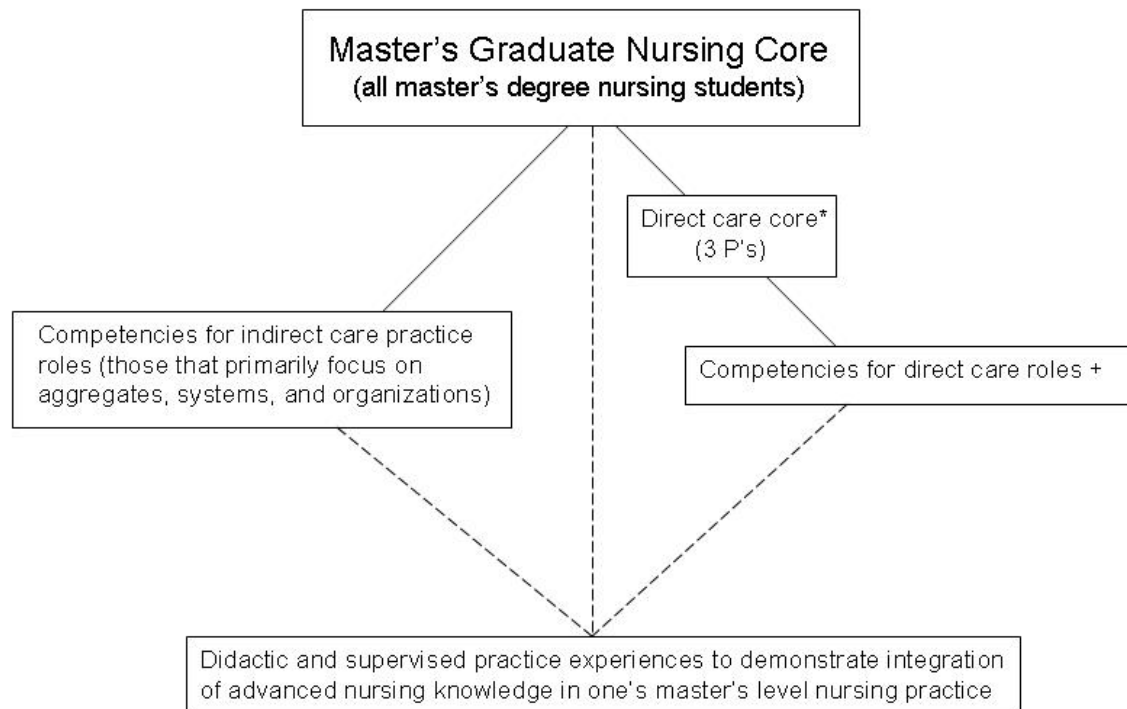 Master's Graduate Nursing Core
(all master's degree nursing students)
Direct care core*
(3 P's)
Competencies for indirect care practice
roles (those that primarily focus on
aggregates, systems, and organizations)
Competencies for direct care roles +
Didactic and supervised practice experiences to demonstrate integration
of advanced nursing knowledge in one's master's level nursing practice